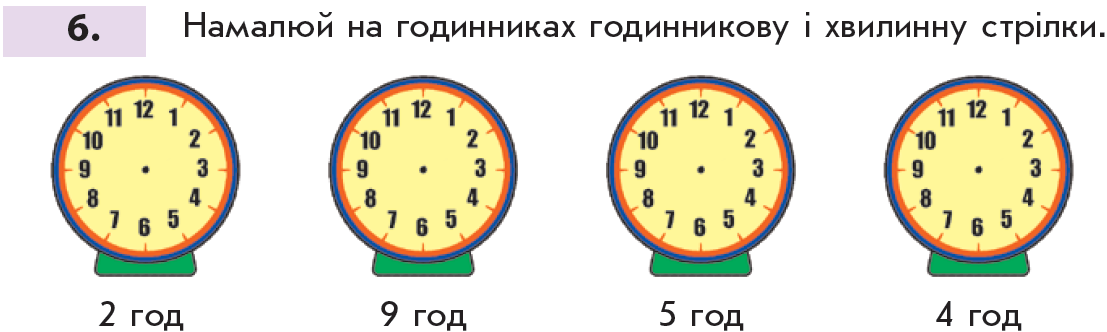 6. Намалюй на годинниках годинникову і хвилинну стрілки.
11 12 1 11 12 1 11 12 1 11 12 1
10 2 10 2 10 2 10 2
9 3 9 3 9 3 9 3
8 4 8 4 8 4 8 4
7 6 5 7 6 5 7 6 5 7 6 5
2 год 9 год 5 год 4 год